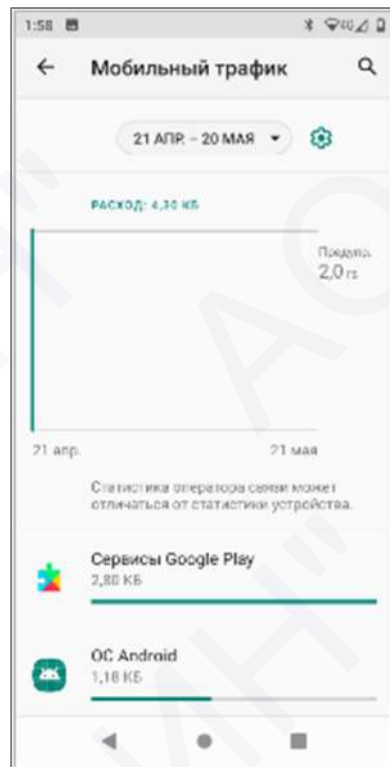 1:58
4G
Мобильный трафик
21 АПР. – 20 МАЯ
РАСХОД: 4,30 КБ
Предупр.
2,0 ГБ
21 апр.
21 мая
Статистика оператора связи может
отличаться от статистики устройства.
Сервисы Google Play
2,80 КБ
ОС Android
1,18 КБ